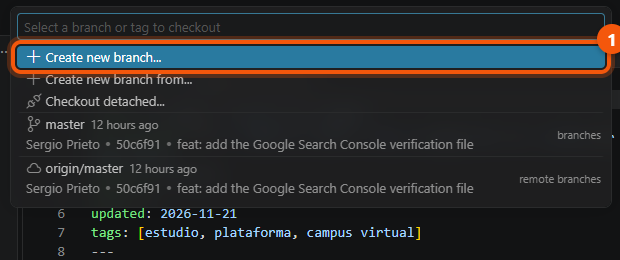 Select a branch or tag to checkout
1
Create new branch...
Create new branch from...
Checkout detached...
master 12 hours ago
branches
Sergio Prieto • 50c6f91 • feat: add the Google Search Console verification file
origin/master 12 hours ago
remote branches
Sergio Prieto • 50c6f91 • feat: add the Google Search Console verification file
6 updated: 2026-11-21
7 tags: [estudio, plataforma, campus virtual]
8 ---